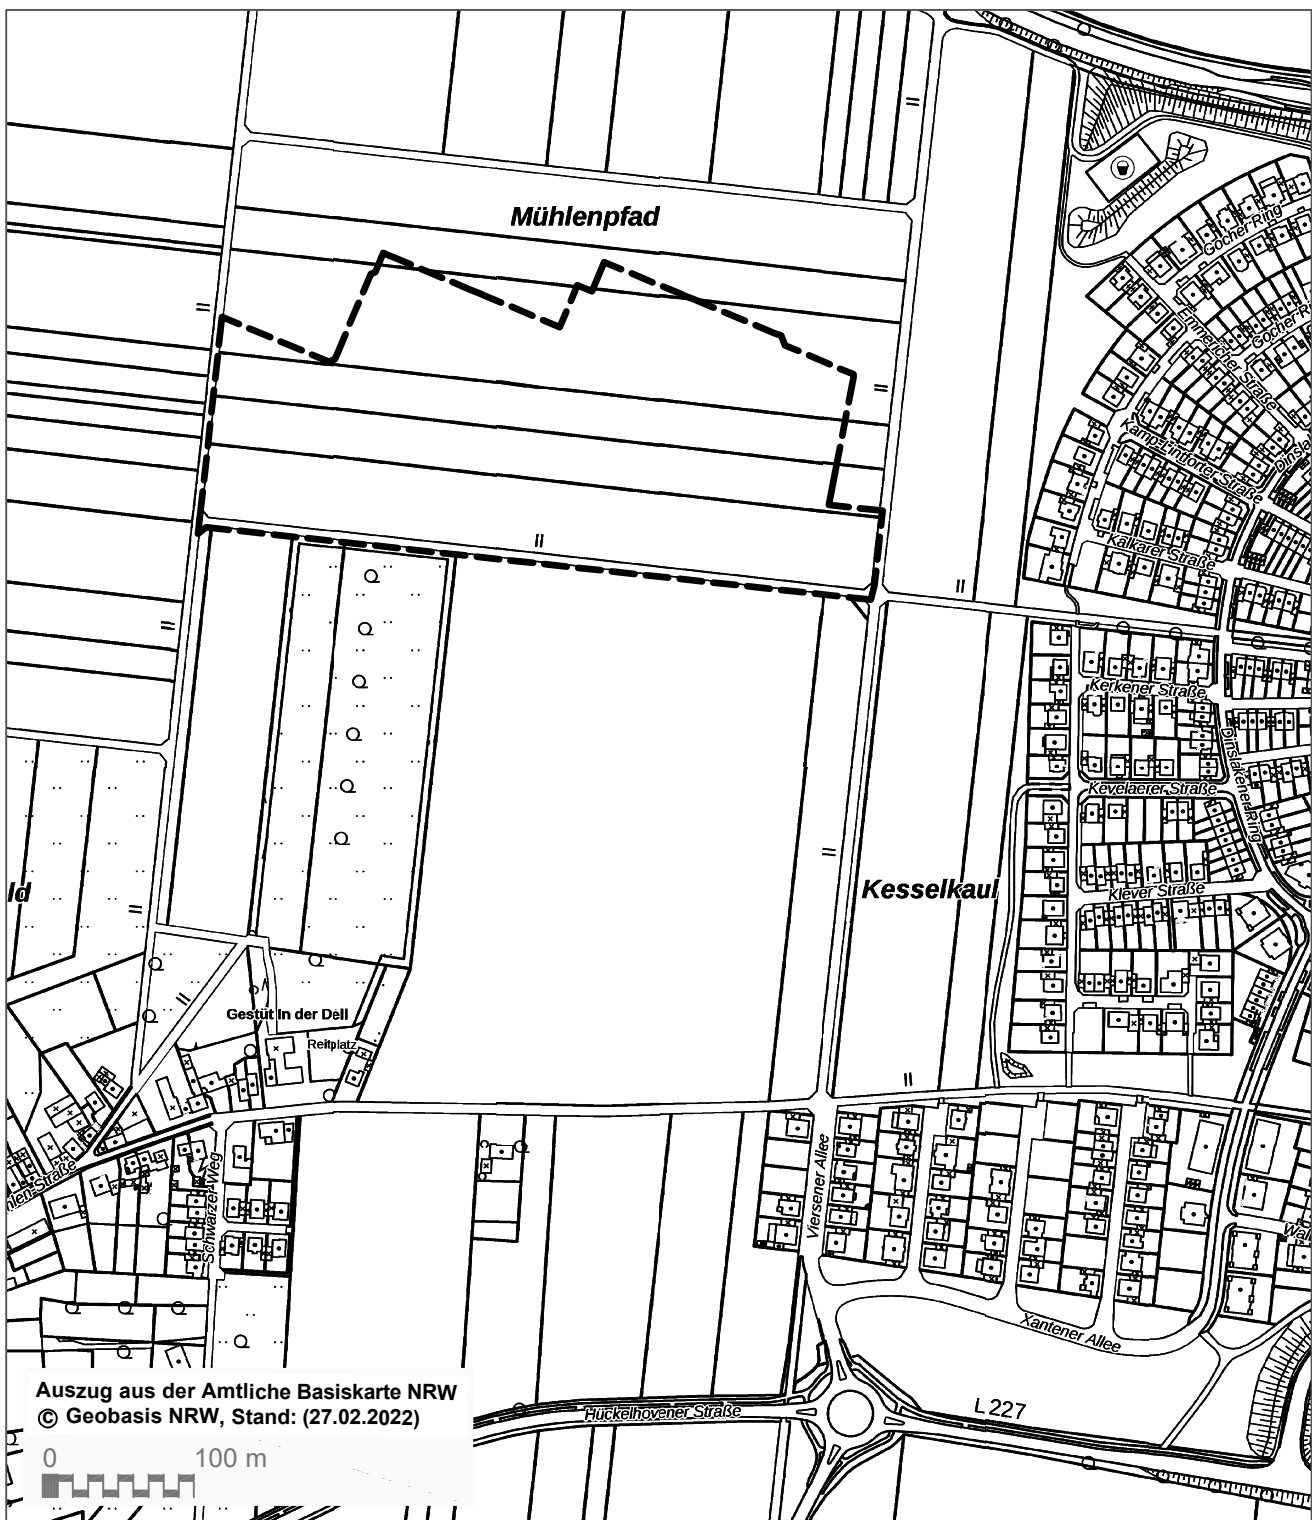 Mühlenpfad
Gocher Ring
Emmericher Straße
Kamp-Lintforter Straße
Kalkarer Straße
Kerkener Straße
Dinslakener Ring
Kevelaerer Straße
ld
Kesselkaul
Klever Straße
Gestüt In der Dell
Reitplatz
Viersener Allee
Schwarzer Weg
Xantener Allee
Auszug aus der Amtliche Basiskarte NRW
© Geobasis NRW, Stand: (27.02.2022)
Hückelhovener Straße
L 227
0 100 m